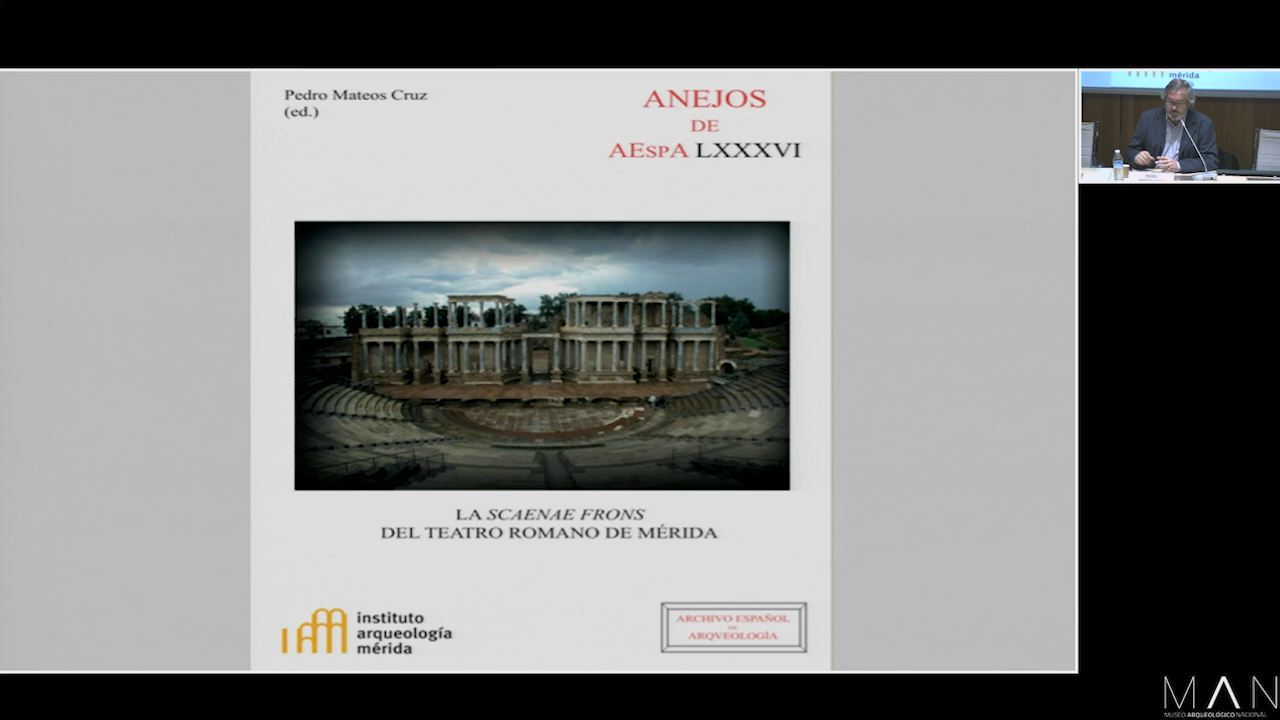 Pedro Mateos Cruz
(ed.)
ANEJOS
DE
AESPA LXXXVI
LA SCAENAE FRONS
DEL TEATRO ROMANO DE MÉRIDA
instituto
arqueología
mérida
ARCHIVO ESPAÑOL
DE
ARQVEOLOGÍA
mérida
MAN
MUSEO ARQUEOLÓGICO NACIONAL